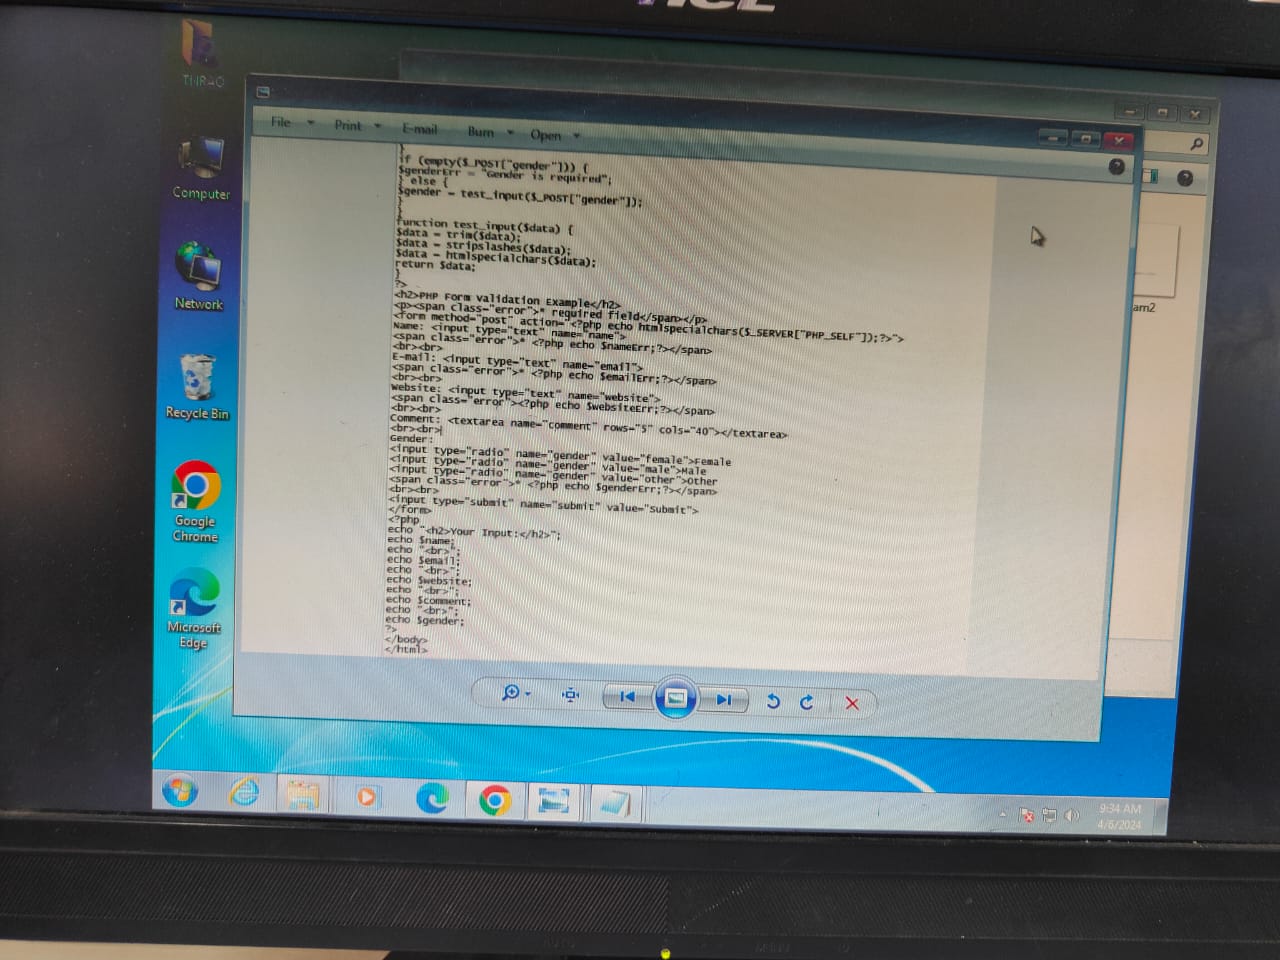 HCL
THRAQ
Computer
Network
Recycle Bin
Google
Chrome
Microsoft
Edge
File
Print
E-mail
Burn
Open
}
if (empty($_POST["gender"])) {
$genderErr = "Gender is required";
} else {
$gender = test_input($_POST["gender"]);
}
}
function test_input($data) {
$data = trim($data);
$data = stripslashes($data);
$data = htmlspecialchars($data);
return $data;
}
?>
<h2>PHP Form Validation Example</h2>
<p><span class="error">* required field</span></p>
<form method="post" action="<?php echo htmlspecialchars($_SERVER["PHP_SELF"]);?>">
Name: <input type="text" name="name">
<span class="error">* <?php echo $nameErr;?></span>
<br><br>
E-mail: <input type="text" name="email">
<span class="error">* <?php echo $emailErr;?></span>
<br><br>
Website: <input type="text" name="website">
<span class="error"><?php echo $websiteErr;?></span>
<br><br>
Comment: <textarea name="comment" rows="5" cols="40"></textarea>
<br><br>
Gender:
<input type="radio" name="gender" value="female">Female
<input type="radio" name="gender" value="male">Male
<input type="radio" name="gender" value="other">Other
<span class="error">* <?php echo $genderErr;?></span>
<br><br>
<input type="submit" name="submit" value="Submit">
</form>
<?php
echo "<h2>Your Input:</h2>";
echo $name;
echo "<br>";
echo $email;
echo "<br>";
echo $website;
echo "<br>";
echo $comment;
echo "<br>";
echo $gender;
?>
</body>
</html>
9:34 AM
4/6/2024